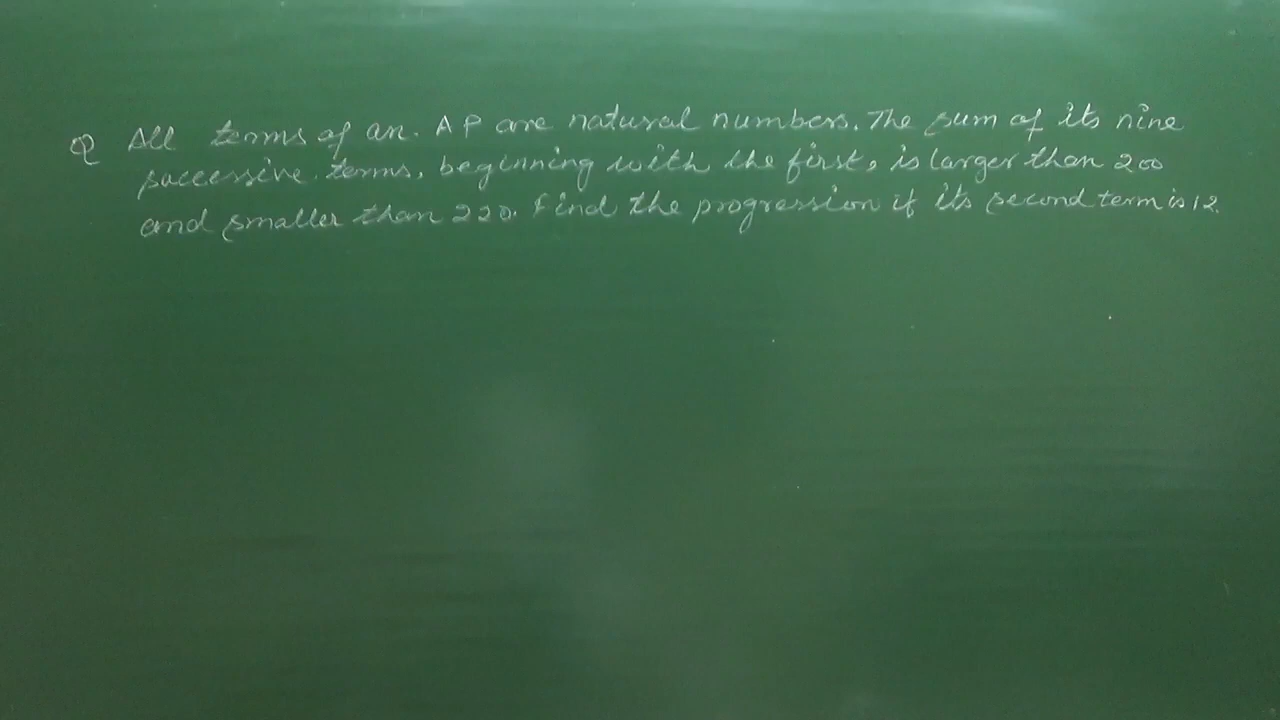 Q All terms of an AP are natural numbers. The sum of its nine
successive terms, beginning with the first, is larger than 200
and smaller than 220. Find the progression if its second term is 12.